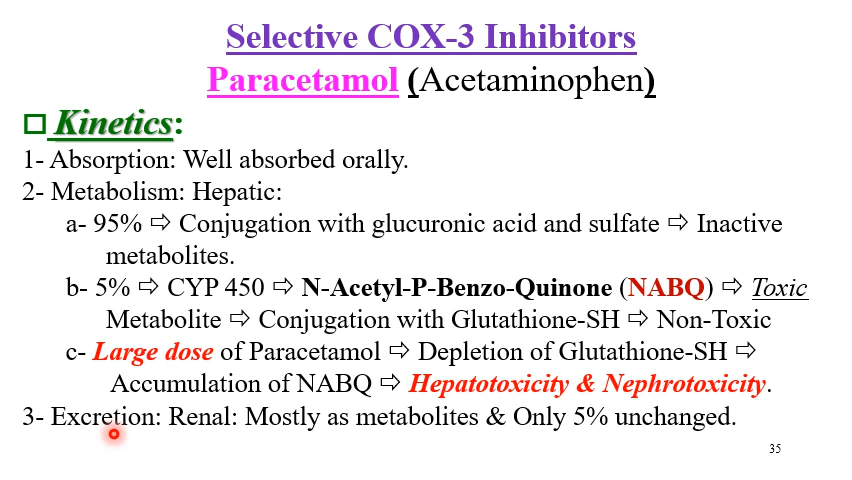 Selective COX-3 Inhibitors
Paracetamol (Acetaminophen)
□ Kinetics:
1- Absorption: Well absorbed orally.
2- Metabolism: Hepatic:
a- 95% ⇨ Conjugation with glucuronic acid and sulfate ⇨ Inactive
metabolites.
b- 5% ⇨ CYP 450 ⇨ N-Acetyl-P-Benzo-Quinone (NABQ) ⇨ Toxic
Metabolite ⇨ Conjugation with Glutathione-SH ⇨ Non-Toxic
c- Large dose of Paracetamol ⇨ Depletion of Glutathione-SH ⇨
Accumulation of NABQ ⇨ Hepatotoxicity & Nephrotoxicity.
3- Excretion: Renal: Mostly as metabolites & Only 5% unchanged.
35